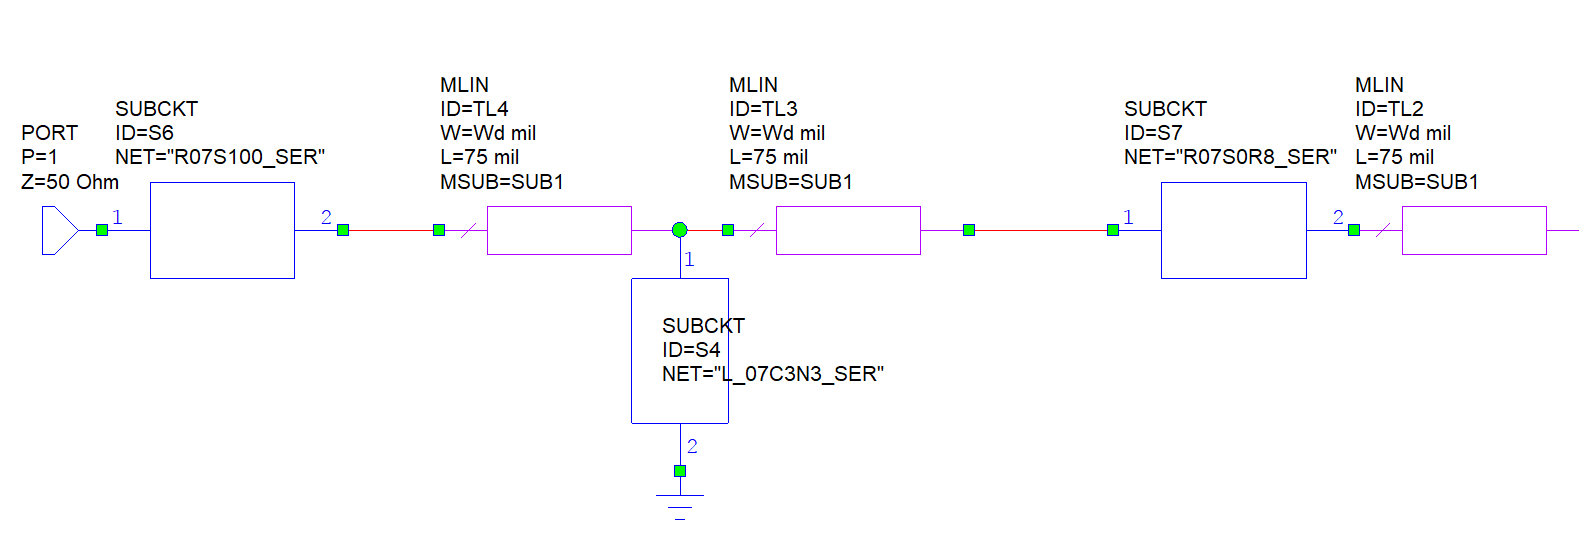 PORT
P=1
Z=50 Ohm
1
SUBCKT
ID=S6
NET="R07S100_SER"
2
MLIN
ID=TL4
W=Wd mil
L=75 mil
MSUB=SUB1
MLIN
ID=TL3
W=Wd mil
L=75 mil
MSUB=SUB1
1
SUBCKT
ID=S4
NET="L_07C3N3_SER"
2
SUBCKT
ID=S7
NET="R07S0R8_SER"
1
2
MLIN
ID=TL2
W=Wd mil
L=75 mil
MSUB=SUB1